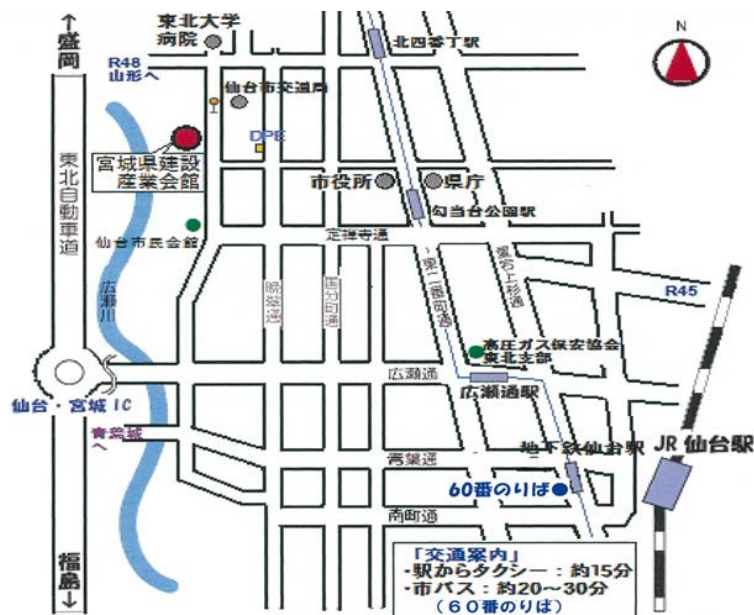 ↑盛岡
東北大学
病院
N
北四番丁駅
R48
山形へ
仙台市交通局
DPE
宮城県建設
産業会館
東北自動車道
市役所
県庁
勾当台公園駅
仙台市民会館
定禅寺通
広瀬川
晩翠通
国分町通
東二番町通
愛宕上杉通
R45
高圧ガス保安協会
東北支部
広瀬通
広瀬通駅
仙台・宮城IC
青葉城
へ
青葉通
地下鉄仙台駅
JR仙台駅
60番のりば
南町通
福島↓
「交通案内」
・駅からタクシー：約15分
・市バス：約20～30分
（６０番のりば）